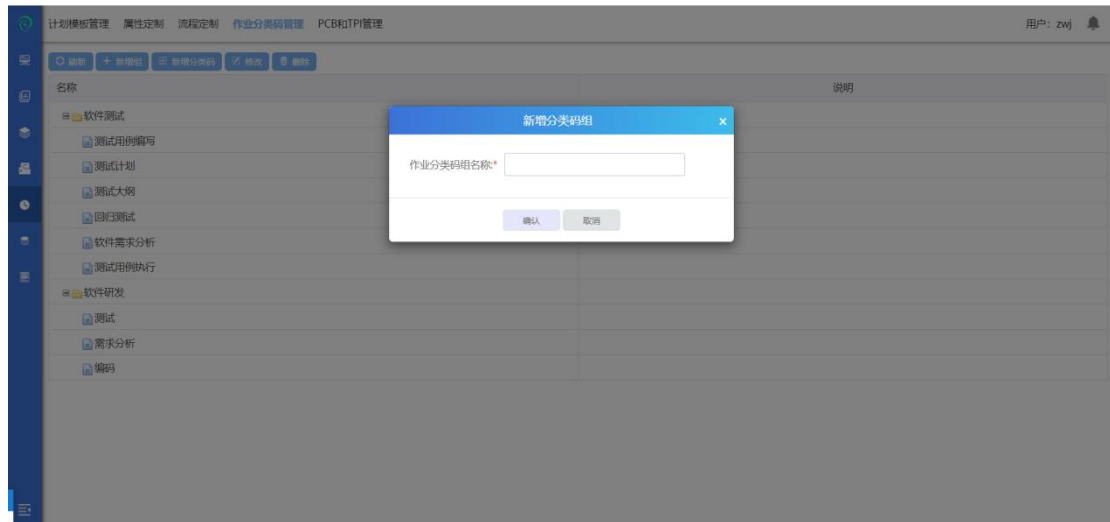 计划模板管理 属性定制 流程定制 作业分类码管理 PCB和TPI管理 用户：zwj
刷新 新增组 新增分类码 修改 删除
名称 说明
软件测试
新增分类码组 ×
测试用例编写
测试计划
作业分类码组名称:*
测试大纲
回归测试
确认 取消
软件需求分析
测试用例执行
软件研发
测试
需求分析
编码